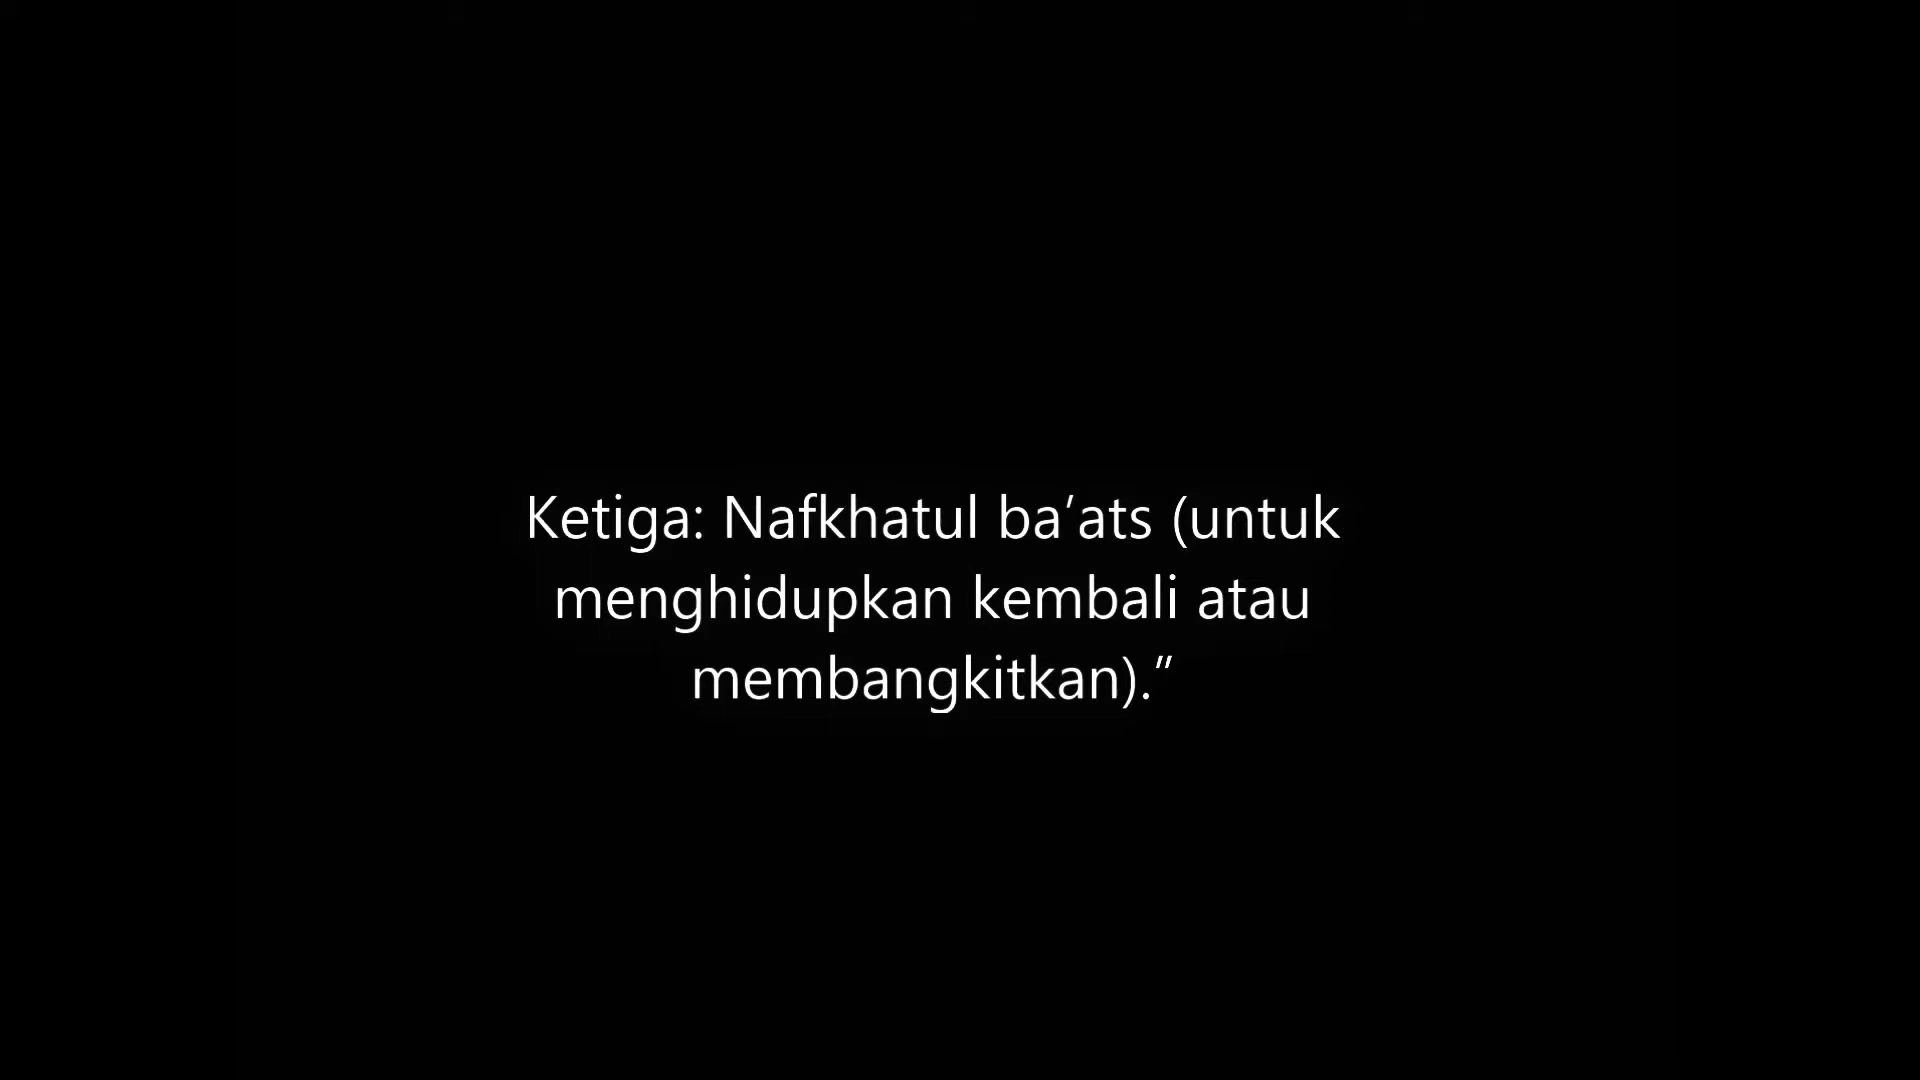 Ketiga: Nafkhatul ba’ats (untuk
menghidupkan kembali atau
membangkitkan).”